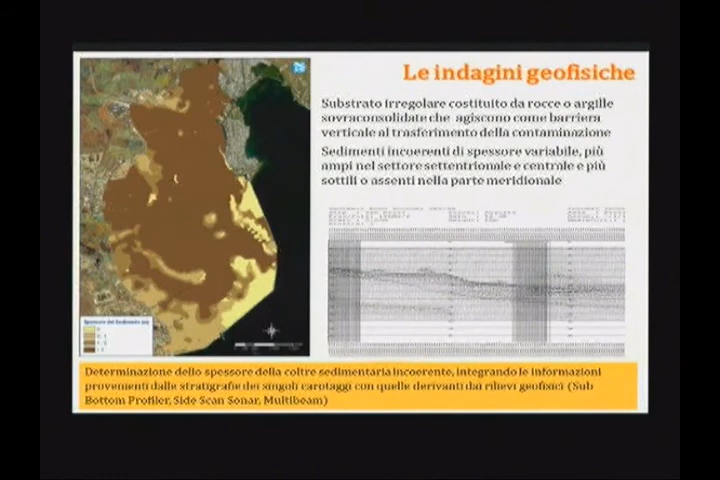 Le indagini geofisiche
Substrato irregolare costituito da rocce o argille
sovraconsolidate che agiscono come barriera
verticale al trasferimento della contaminazione
Sedimenti incoerenti di spessore variabile, più
ampi nel settore settentrionale e centrale e più
sottili o assenti nella parte meridionale
Determinazione dello spessore della coltre sedimentaria incoerente, integrando le informazioni
provenienti dalle stratigrafie dei singoli carotaggi con quelle derivanti dai rilievi geofisici (Sub
Bottom Profiler, Side Scan Sonar, Multibeam)